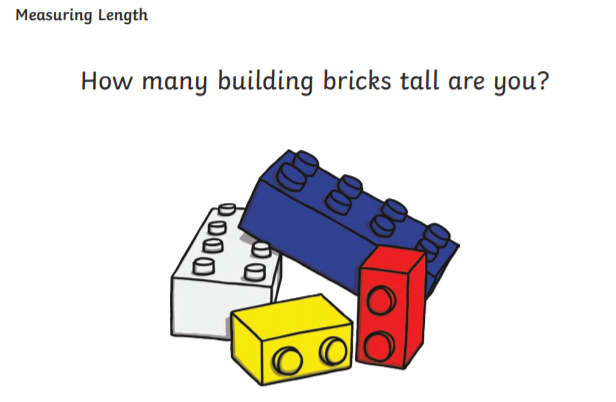 Measuring Length
How many building bricks tall are you?